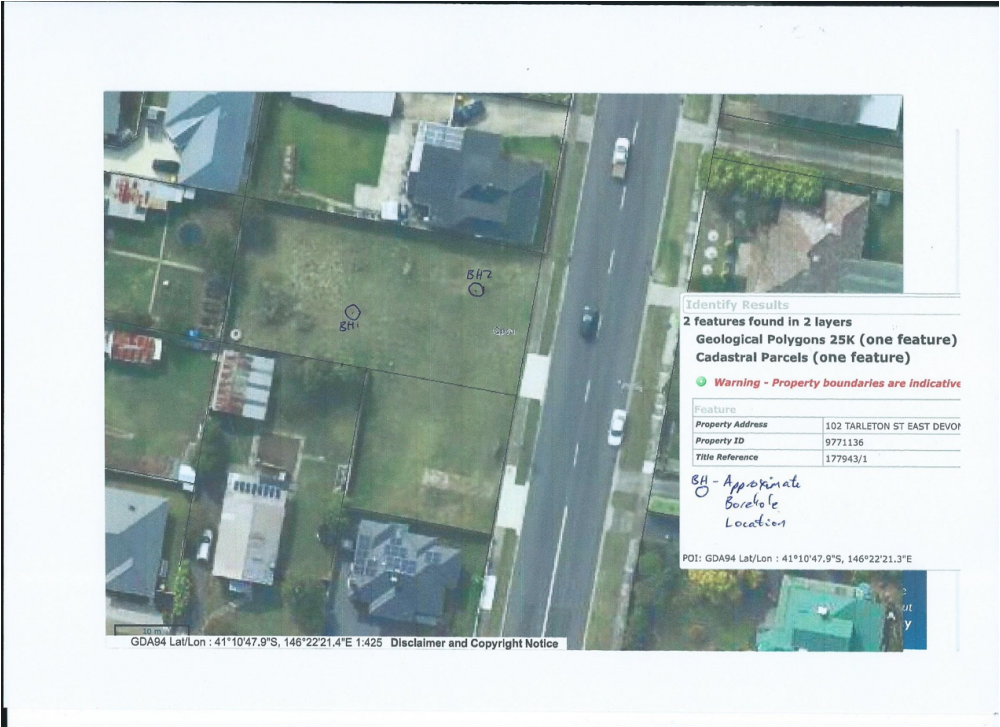 BH2
BH1
Identify Results
2 features found in 2 layers
Geological Polygons 25K (one feature)
Cadastral Parcels (one feature)
Warning - Property boundaries are indicative
Feature
Property Address 102 TARLETON ST EAST DEVON
Property ID 9771136
Title Reference 177943/1
BH - Approximate
Borehole
Location
POI: GDA94 Lat/Lon : 41°10'47.9"S, 146°22'21.3"E
ut
y
10 m
GDA94 Lat/Lon : 41°10'47.9"S, 146°22'21.4"E 1:425 Disclaimer and Copyright Notice